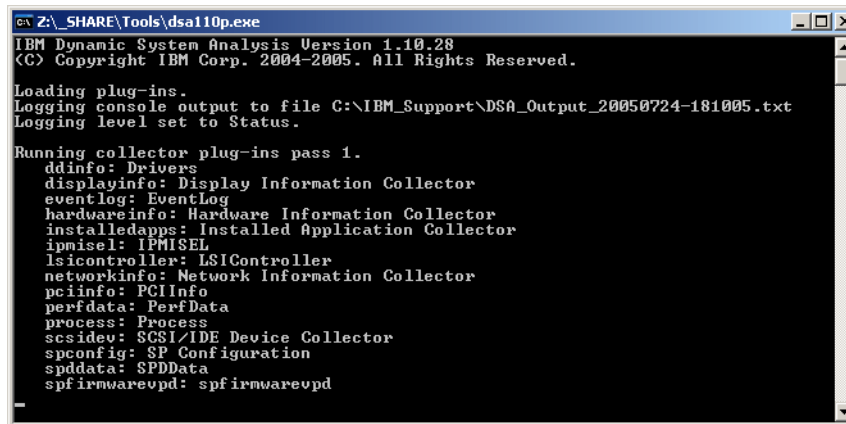 Z:\_SHARE\Tools\dsa110p.exe
IBM Dynamic System Analysis Version 1.10.28
(C) Copyright IBM Corp. 2004-2005. All Rights Reserved.
Loading plug-ins.
Logging console output to file C:\IBM_Support\DSA_Output_20050724-181005.txt
Logging level set to Status.
Running collector plug-ins pass 1.
ddinfo: Drivers
displayinfo: Display Information Collector
eventlog: EventLog
hardwareinfo: Hardware Information Collector
installedapps: Installed Application Collector
ipmisel: IPMISEL
lsicontroller: LSIController
networkinfo: Network Information Collector
pciinfo: PCIInfo
perfdata: PerfData
process: Process
scsidev: SCSI/IDE Device Collector
spconfig: SP Configuration
spddata: SPDData
spfirmwarevpd: spfirmwarevpd